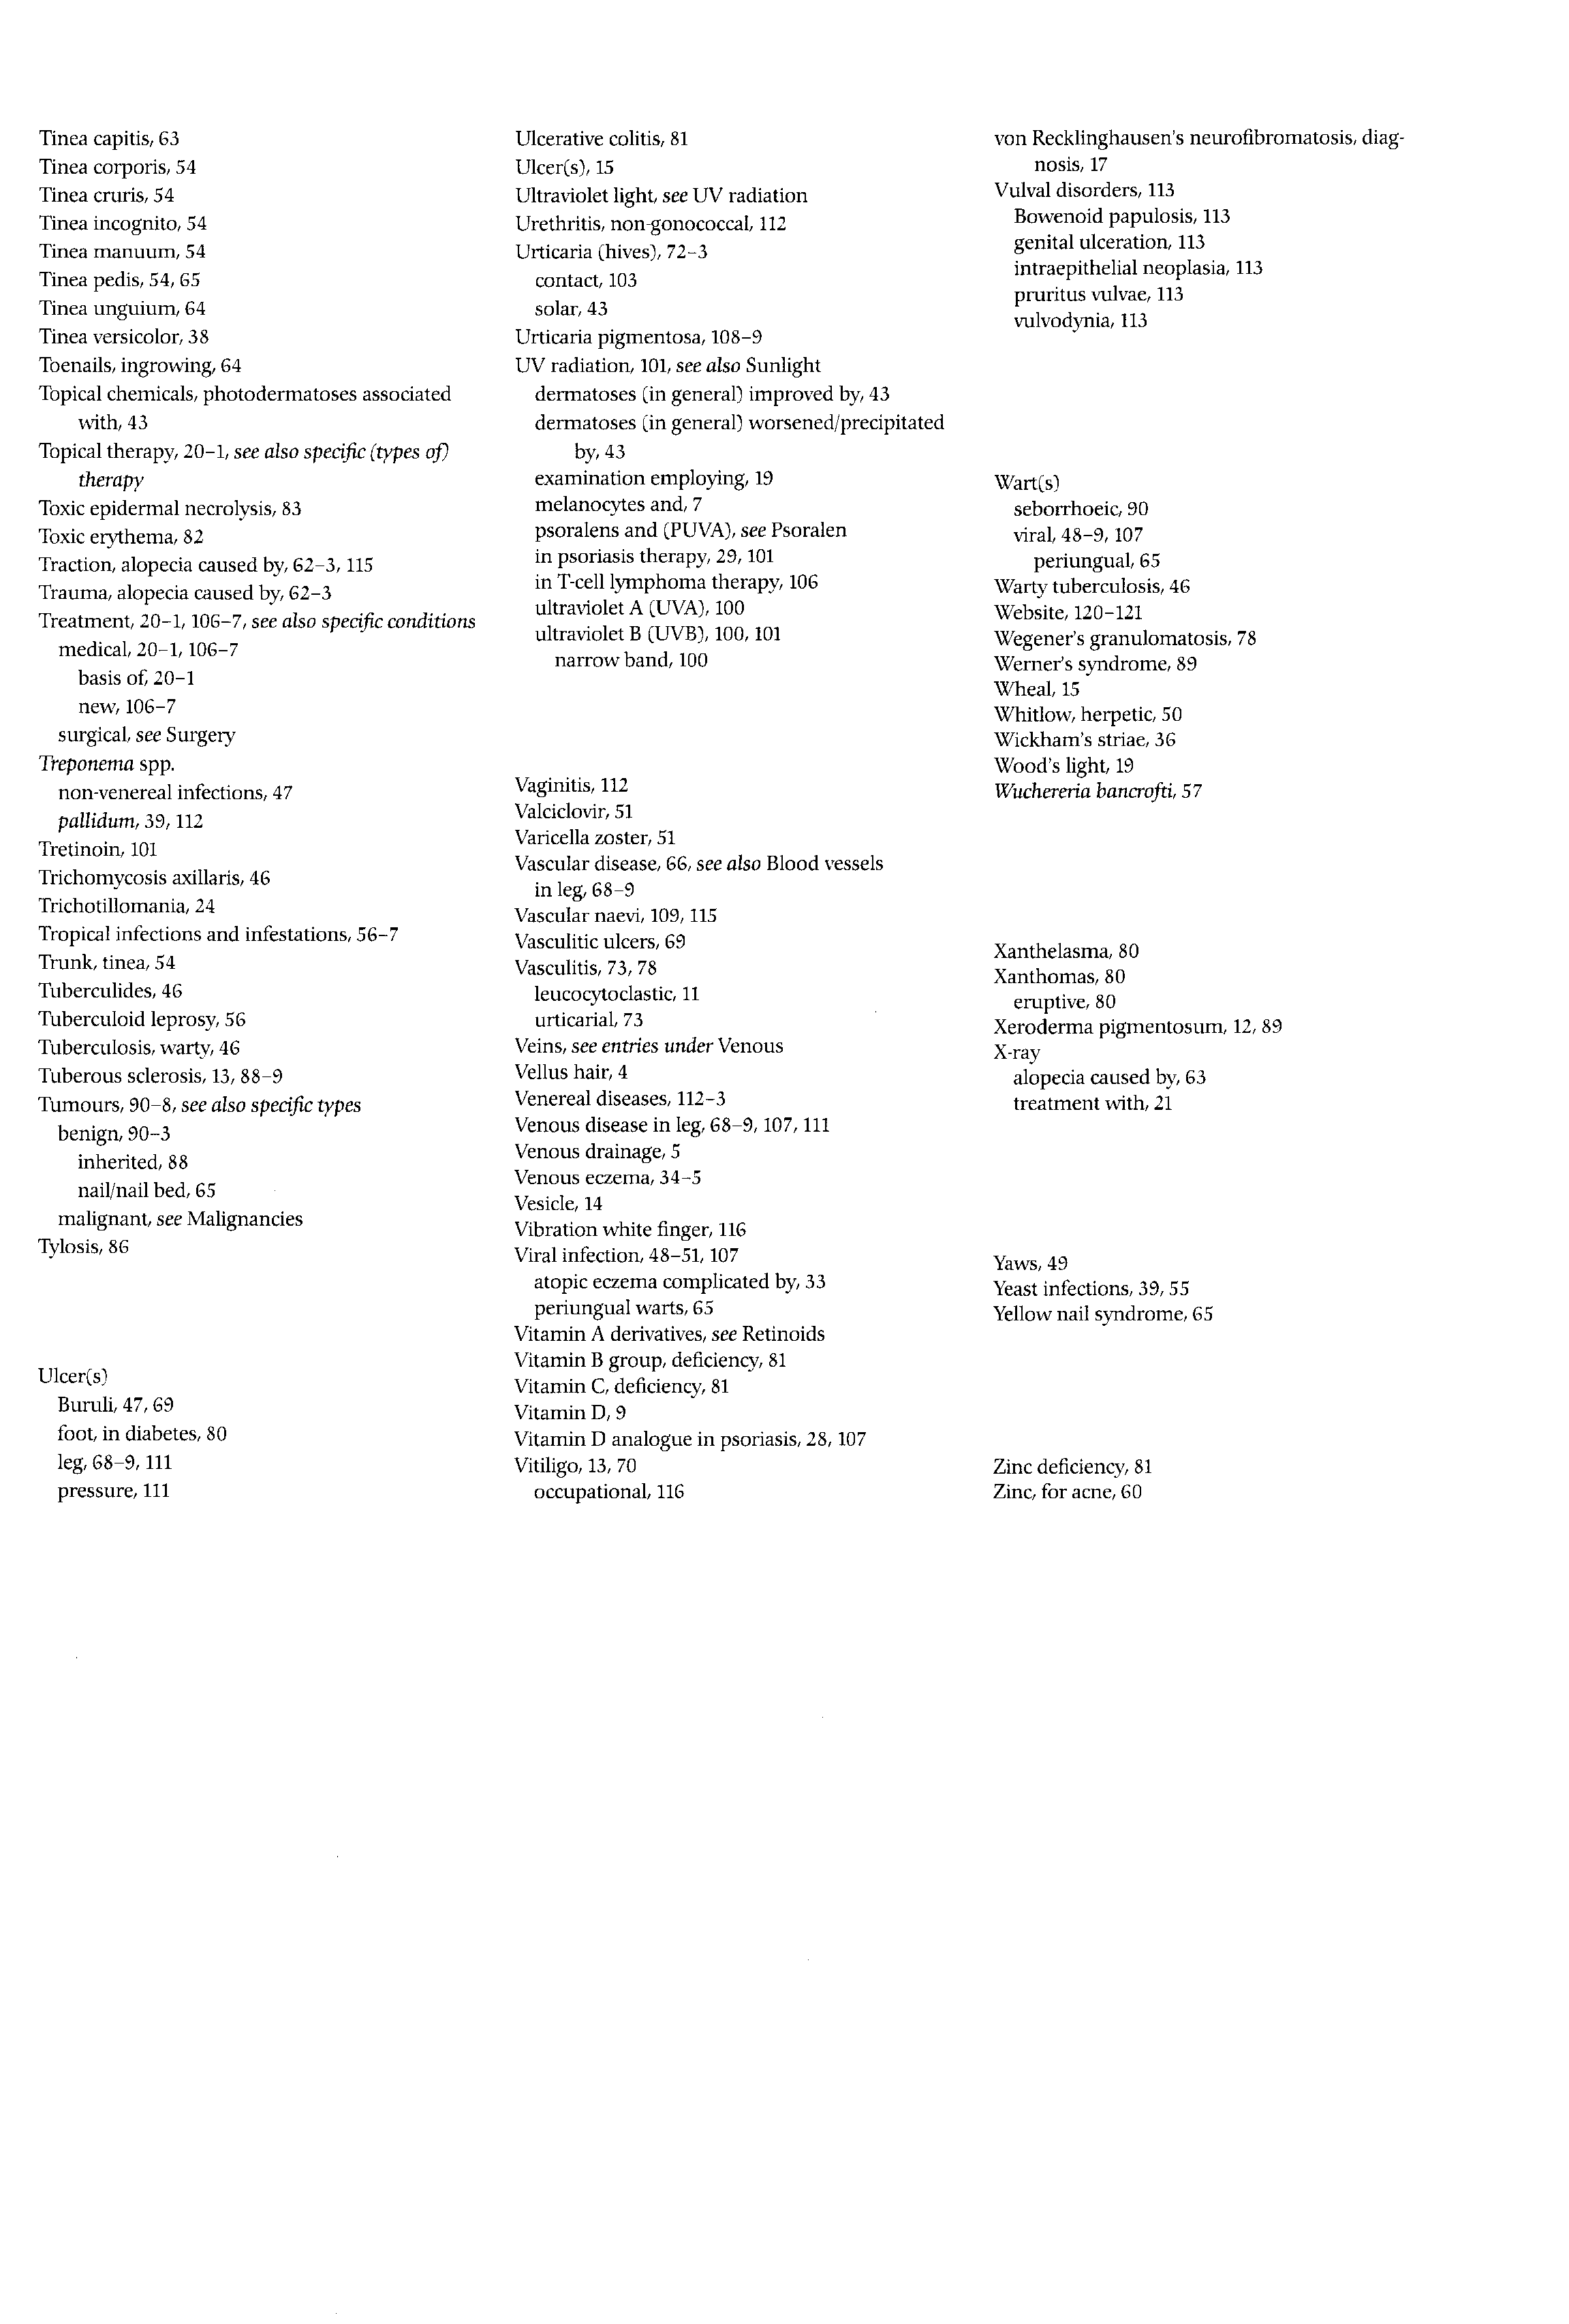 Tinea capitis, 63
Tinea corporis, 54
Tinea cruris, 54
Tinea incognito, 54
Tinea manuum, 54
Tinea pedis, 54, 65
Tinea unguium, 64
Tinea versicolor, 38
Toenails, ingrowing, 64
Topical chemicals, photodermatoses associated
with, 43
Topical therapy, 20–1, see also specific (types of)
therapy
Toxic epidermal necrolysis, 83
Toxic erythema, 82
Traction, alopecia caused by, 62–3, 115
Trauma, alopecia caused by, 62–3
Treatment, 20–1, 106–7, see also specific conditions
medical, 20–1, 106–7
basis of, 20–1
new, 106–7
surgical, see Surgery
Treponema spp.
non-venereal infections, 47
pallidum, 39, 112
Tretinoin, 101
Trichomycosis axillaris, 46
Trichotillomania, 24
Tropical infections and infestations, 56–7
Trunk, tinea, 54
Tuberculides, 46
Tuberculoid leprosy, 56
Tuberculosis, warty, 46
Tuberous sclerosis, 13, 88–9
Tumours, 90–8, see also specific types
benign, 90–3
inherited, 88
nail/nail bed, 65
malignant, see Malignancies
Tylosis, 86
Ulcer(s)
Buruli, 47, 69
foot, in diabetes, 80
leg, 68–9, 111
pressure, 111
Ulcerative colitis, 81
Ulcer(s), 15
Ultraviolet light, see UV radiation
Urethritis, non-gonococcal, 112
Urticaria (hives), 72–3
contact, 103
solar, 43
Urticaria pigmentosa, 108–9
UV radiation, 101, see also Sunlight
dermatoses (in general) improved by, 43
dermatoses (in general) worsened/precipitated
by, 43
examination employing, 19
melanocytes and, 7
psoralens and (PUVA), see Psoralen
in psoriasis therapy, 29, 101
in T-cell lymphoma therapy, 106
ultraviolet A (UVA), 100
ultraviolet B (UVB), 100, 101
narrow band, 100
Vaginitis, 112
Valciclovir, 51
Varicella zoster, 51
Vascular disease, 66, see also Blood vessels
in leg, 68–9
Vascular naevi, 109, 115
Vasculitic ulcers, 69
Vasculitis, 73, 78
leucocytoclastic, 11
urticarial, 73
Veins, see entries under Venous
Vellus hair, 4
Venereal diseases, 112–3
Venous disease in leg, 68–9, 107, 111
Venous drainage, 5
Venous eczema, 34–5
Vesicle, 14
Vibration white finger, 116
Viral infection, 48–51, 107
atopic eczema complicated by, 33
periungual warts, 65
Vitamin A derivatives, see Retinoids
Vitamin B group, deficiency, 81
Vitamin C, deficiency, 81
Vitamin D, 9
Vitamin D analogue in psoriasis, 28, 107
Vitiligo, 13, 70
occupational, 116
von Recklinghausen's neurofibromatosis, diag-
nosis, 17
Vulval disorders, 113
Bowenoid papulosis, 113
genital ulceration, 113
intraepithelial neoplasia, 113
pruritus vulvae, 113
vulvodynia, 113
Wart(s)
seborrhoeic, 90
viral, 48–9, 107
periungual, 65
Warty tuberculosis, 46
Website, 120–121
Wegener's granulomatosis, 78
Werner's syndrome, 89
Wheal, 15
Whitlow, herpetic, 50
Wickham's striae, 36
Wood's light, 19
Wuchereria bancrofti, 57
Xanthelasma, 80
Xanthomas, 80
eruptive, 80
Xeroderma pigmentosum, 12, 89
X-ray
alopecia caused by, 63
treatment with, 21
Yaws, 49
Yeast infections, 39, 55
Yellow nail syndrome, 65
Zinc deficiency, 81
Zinc, for acne, 60